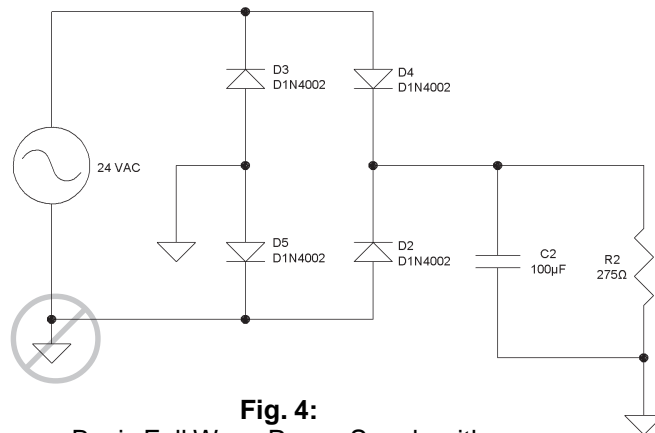 D3
D1N4002
D4
D1N4002
24 VAC
D5
D1N4002
D2
D1N4002
C2
100µF
R2
275Ω
Fig. 4: